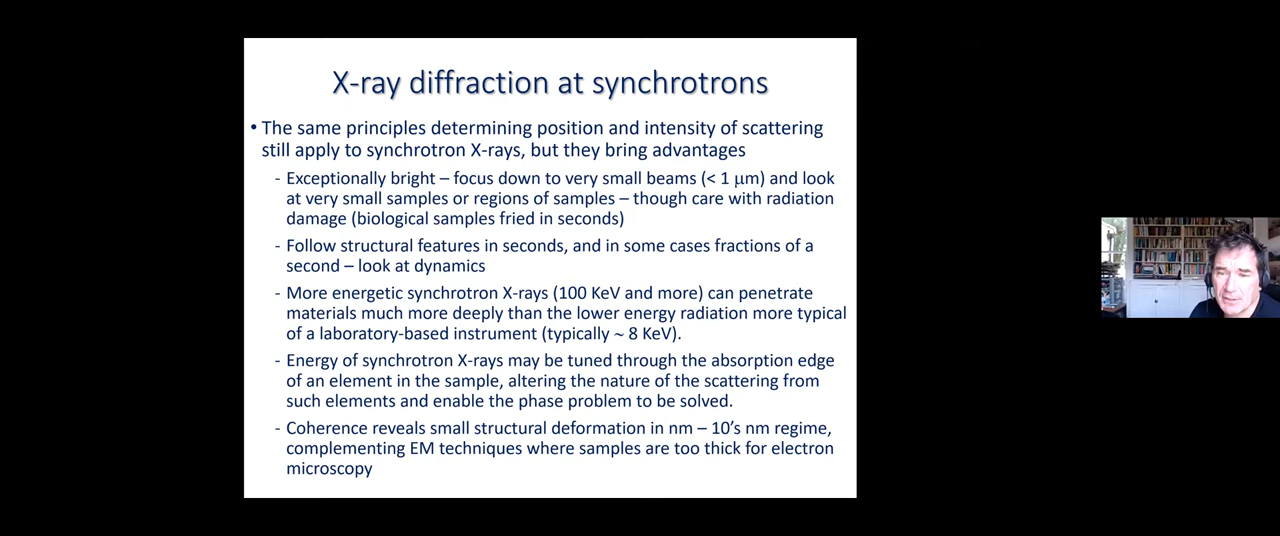 X-ray diffraction at synchrotrons
• The same principles determining position and intensity of scattering
still apply to synchrotron X-rays, but they bring advantages
- Exceptionally bright – focus down to very small beams (< 1 μm) and look
at very small samples or regions of samples – though care with radiation
damage (biological samples fried in seconds)
- Follow structural features in seconds, and in some cases fractions of a
second – look at dynamics
- More energetic synchrotron X-rays (100 KeV and more) can penetrate
materials much more deeply than the lower energy radiation more typical
of a laboratory-based instrument (typically ~ 8 KeV).
- Energy of synchrotron X-rays may be tuned through the absorption edge
of an element in the sample, altering the nature of the scattering from
such elements and enable the phase problem to be solved.
- Coherence reveals small structural deformation in nm – 10's nm regime,
complementing EM techniques where samples are too thick for electron
microscopy